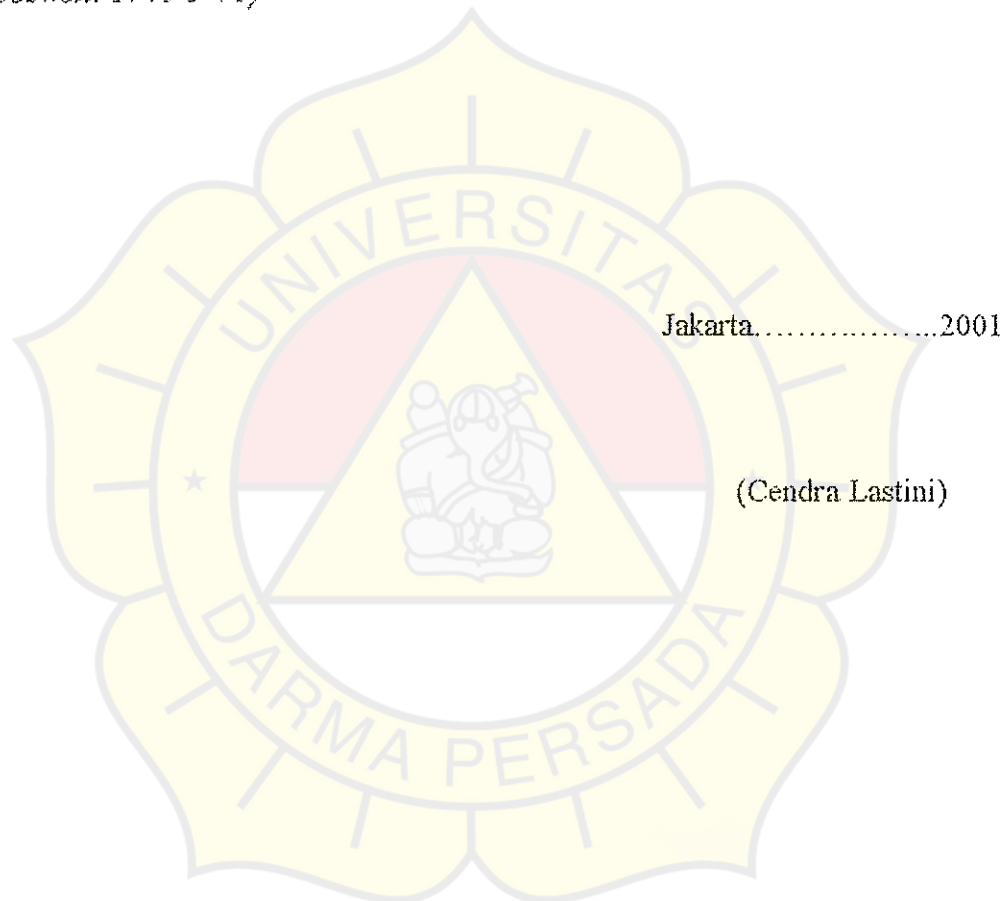 UNIVERSITAS
Jakarta..................2001
(Cendra Lastini)
DARMA PERSADA